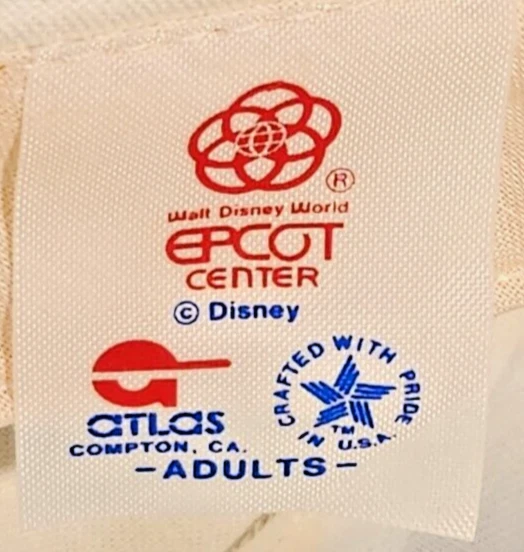 ®
Walt Disney World
EPCOT
CENTER
© Disney
ATLAS
COMPTON, CA.
CRAFTED WITH PRIDE
TM
IN U.S.A.
-ADULTS-